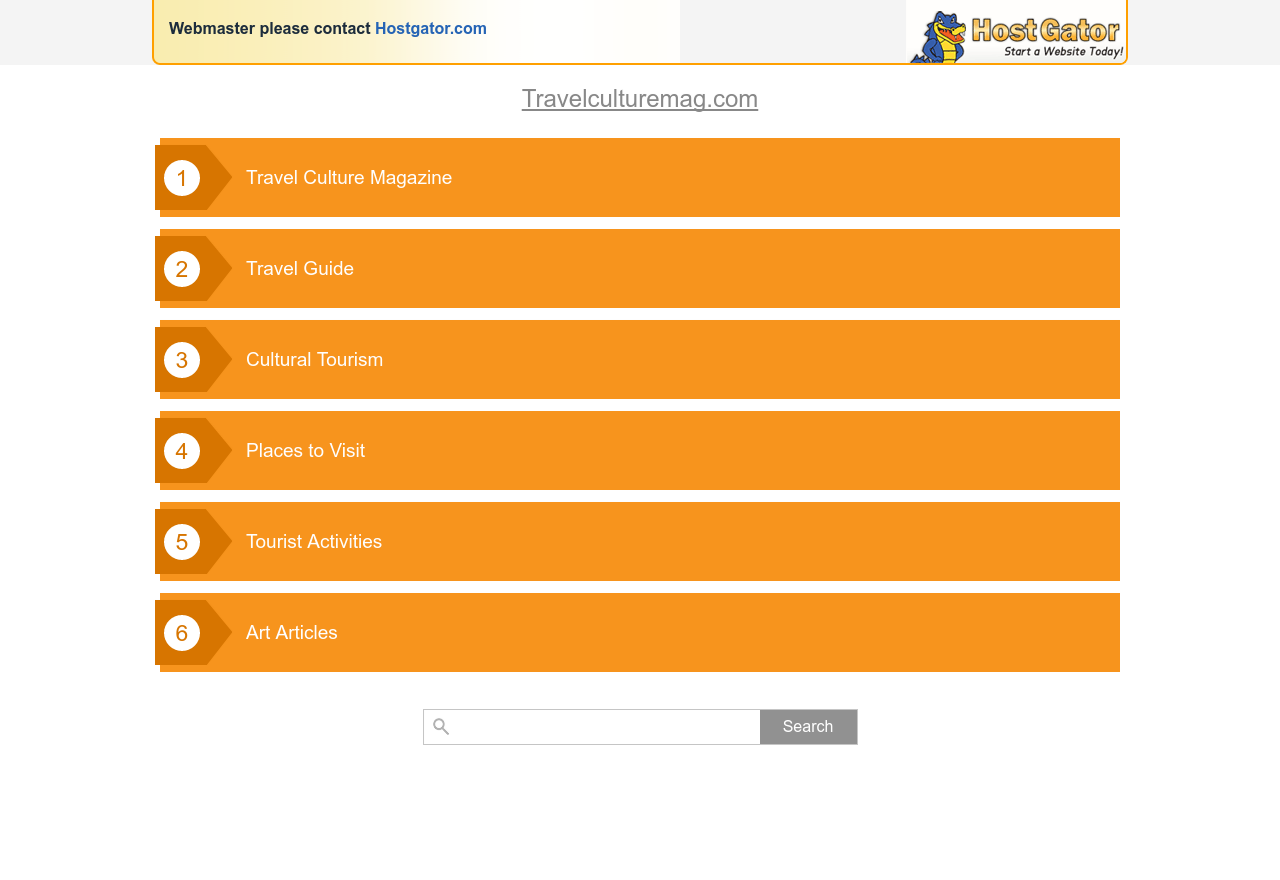 Webmaster please contact Hostgator.com
HostGator
Start a Website Today!
Travelculturemag.com
1 Travel Culture Magazine
2 Travel Guide
3 Cultural Tourism
4 Places to Visit
5 Tourist Activities
6 Art Articles
Search